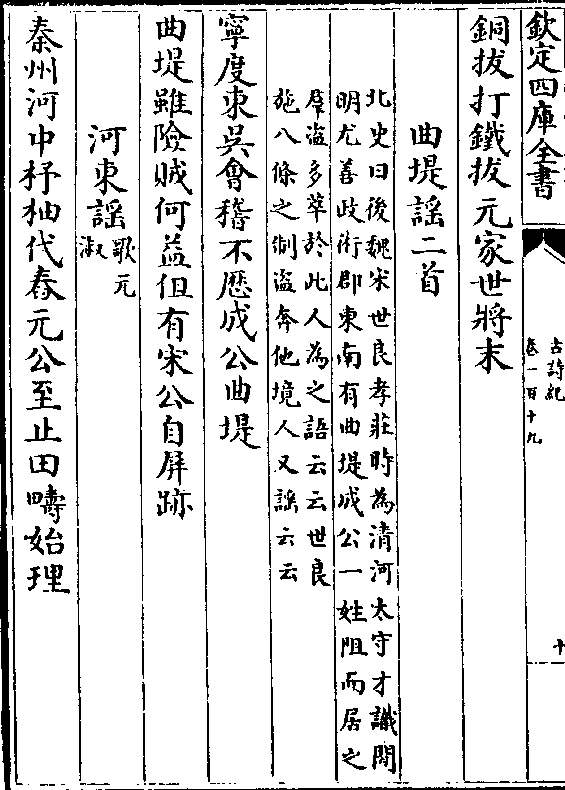 欽定四庫全書
古詩紀
卷一百十九
十
銅拔打鐵拔元家世將末
曲堤謡二首
北史曰後魏宋世良孝莊時為清河太守才識閒
明尤善政術郡東南有曲堤成公一姓阻而居之
羣盜多萃於此人為之語云云世良
施八條之制盜奔他境人又謡云云
寧度東吳會稽不歷成公曲堤
曲堤雖險賊何益但有宋公自屏跡
河東謡
歌元
淑
泰州河中杼柚代春元公至止田疇始理